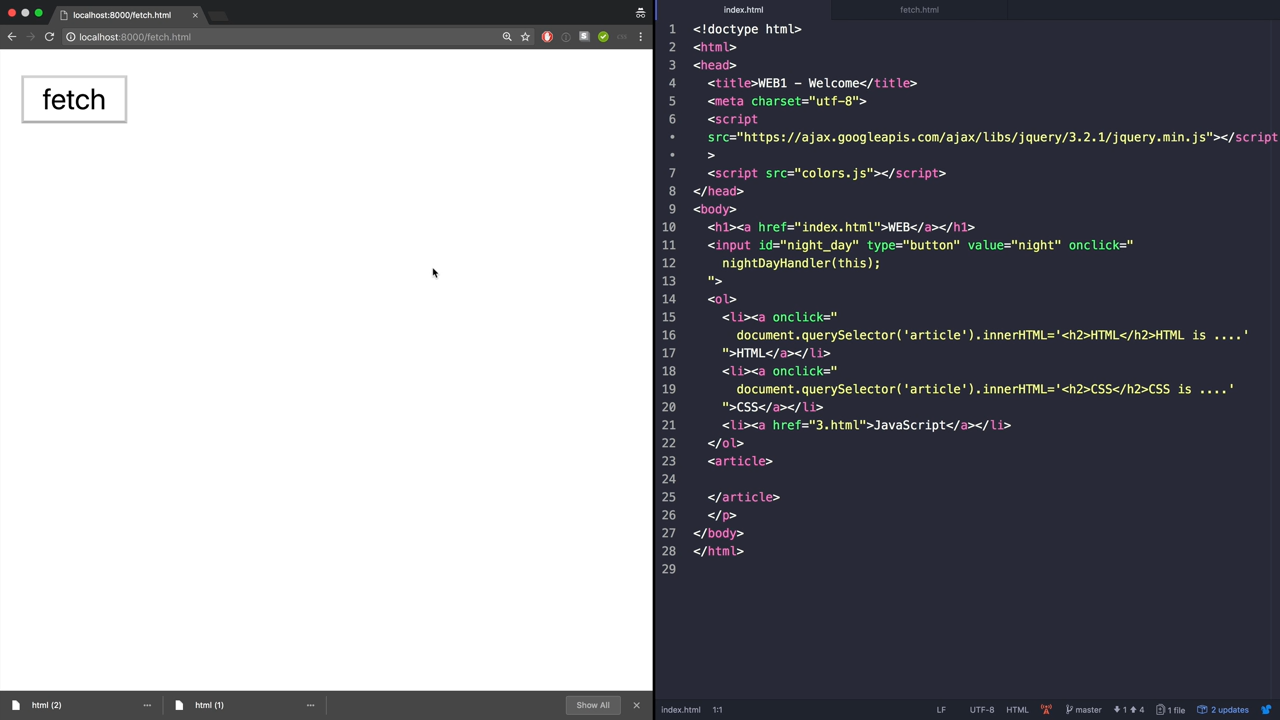 localhost:8000/fetch.html
localhost:8000/fetch.html
fetch
html (2)
html (1)
Show All
index.html
fetch.html
1 <!doctype html>
2 <html>
3 <head>
4 <title>WEB1 - Welcome</title>
5 <meta charset="utf-8">
6 <script
• src="https://ajax.googleapis.com/ajax/libs/jquery/3.2.1/jquery.min.js"></script
• >
7 <script src="colors.js"></script>
8 </head>
9 <body>
10 <h1><a href="index.html">WEB</a></h1>
11 <input id="night_day" type="button" value="night" onclick="
12 nightDayHandler(this);
13 ">
14 <ol>
15 <li><a onclick="
16 document.querySelector('article').innerHTML='<h2>HTML</h2>HTML is ....'
17 ">HTML</a></li>
18 <li><a onclick="
19 document.querySelector('article').innerHTML='<h2>CSS</h2>CSS is ....'
20 ">CSS</a></li>
21 <li><a href="3.html">JavaScript</a></li>
22 </ol>
23 <article>
24
25 </article>
26 </p>
27 </body>
28 </html>
29
index.html 1:1 LF UTF-8 HTML master 1 4 1 file 2 updates